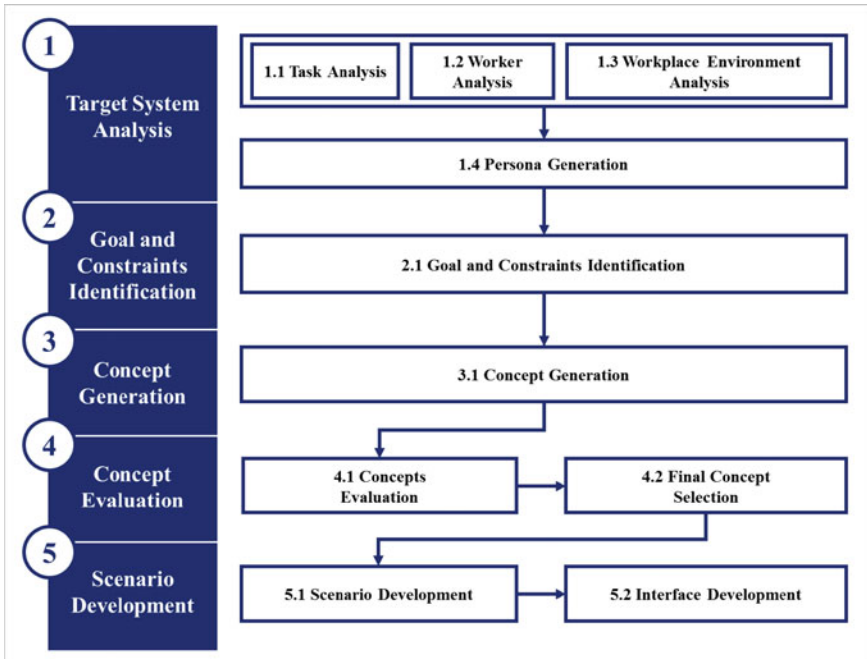 1
Target System
Analysis
1.1 Task Analysis
1.2 Worker
Analysis
1.3 Workplace Environment
Analysis
1.4 Persona Generation
2
Goal and
Constraints
Identification
2.1 Goal and Constraints Identification
3
Concept
Generation
3.1 Concept Generation
4
Concept
Evaluation
4.1 Concepts
Evaluation
4.2 Final Concept
Selection
5
Scenario
Development
5.1 Scenario Development
5.2 Interface Development